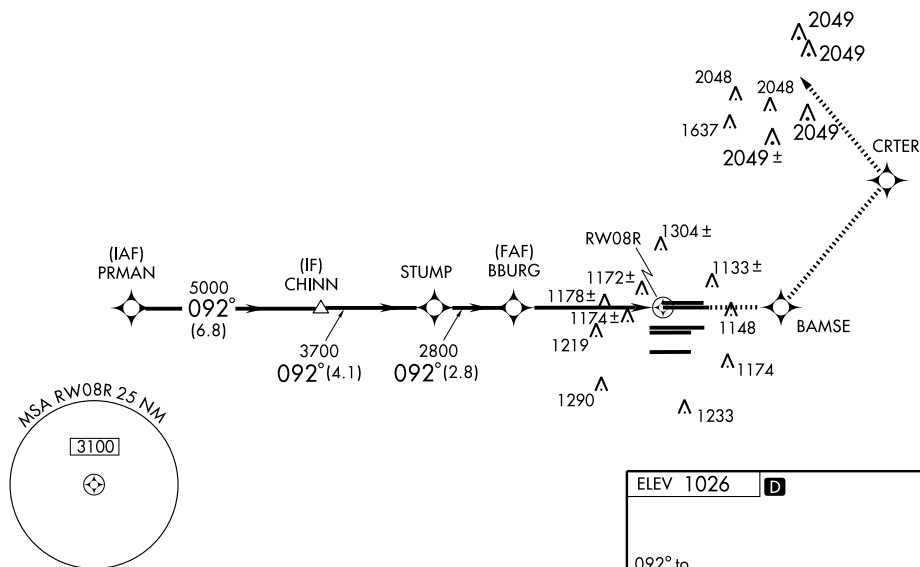 2049
2049
2048
2048
1637
2049
2049 ±
CRTER
RW08R
1304 ±
(IAF)
PRMAN
5000
092°
(6.8)
(IF)
CHINN
3700
092°(4.1)
STUMP
2800
092°(2.8)
(FAF)
BBURG
1172±
1178±
1174±
1219
1133±
1148
BAMSE
1174
1290
1233
MSA RW08R 25 NM
3100
ELEV 1026 D
092° to